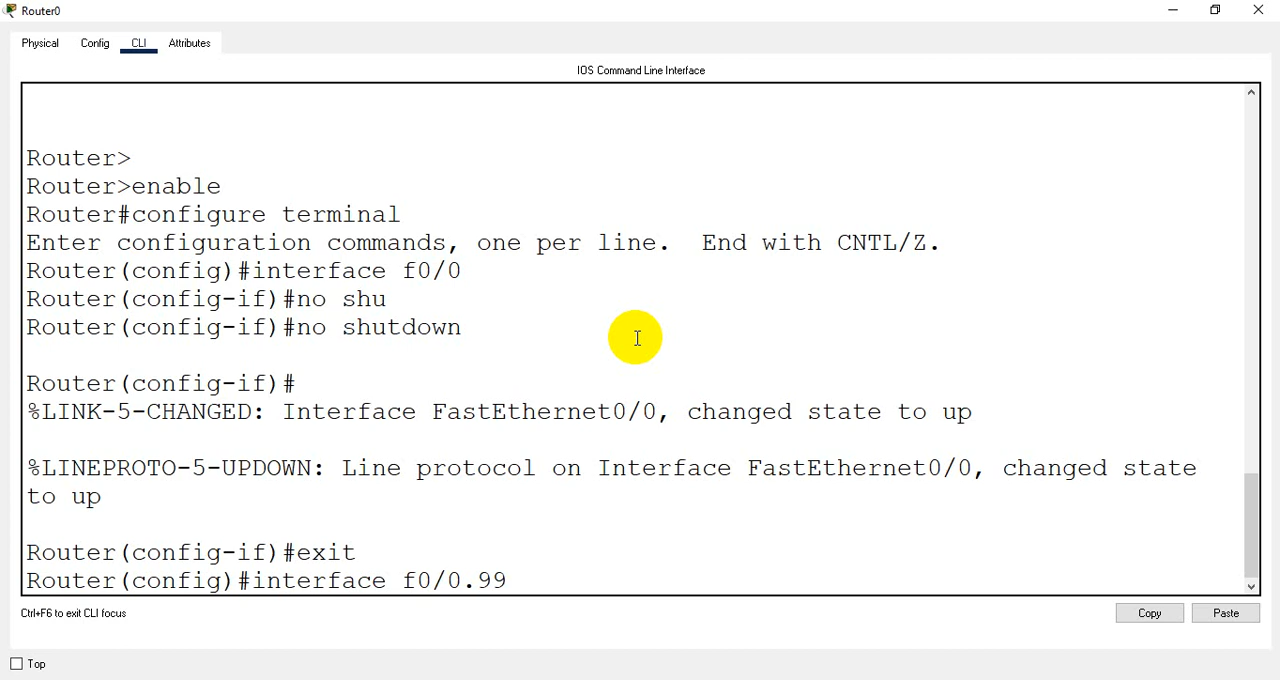 Router0
Physical Config CLI Attributes
IOS Command Line Interface
Router>
Router>enable
Router#configure terminal
Enter configuration commands, one per line.  End with CNTL/Z.
Router(config)#interface f0/0
Router(config-if)#no shu
Router(config-if)#no shutdown
Router(config-if)#
%LINK-5-CHANGED: Interface FastEthernet0/0, changed state to up
%LINEPROTO-5-UPDOWN: Line protocol on Interface FastEthernet0/0, changed state
to up
Router(config-if)#exit
Router(config)#interface f0/0.99
Ctrl+F6 to exit CLI focus
Copy Paste
Top